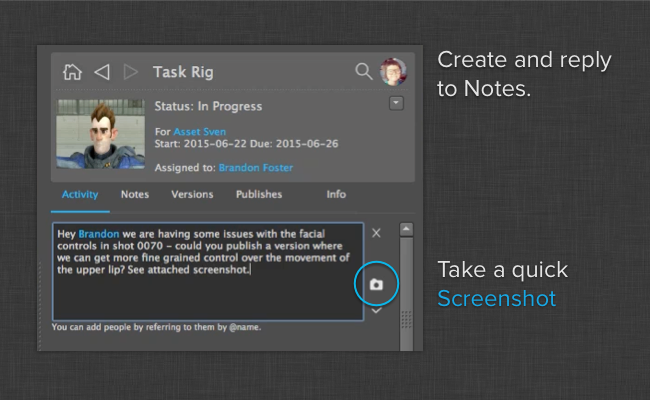 Create and reply
to Notes.
Task Rig
Status: In Progress
For Asset Sven
Start: 2015-06-22 Due: 2015-06-26
Assigned to: Brandon Foster
Activity Notes Versions Publishes Info
Hey Brandon we are having some issues with the facial
controls in shot 0070 - could you publish a version where
we can get more fine grained control over the movement of
the upper lip? See attached screenshot.
You can add people by referring to them by @name.
Take a quick
Screenshot